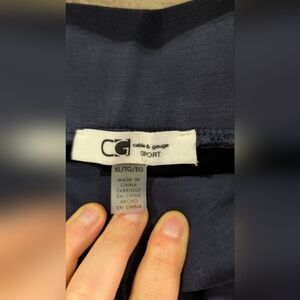 CG cable & gauge
SPORT
XL/TG/EG
MADE IN
CHINA
FABRIQUÉ
EN CHINE
HECHO
EN CHINA